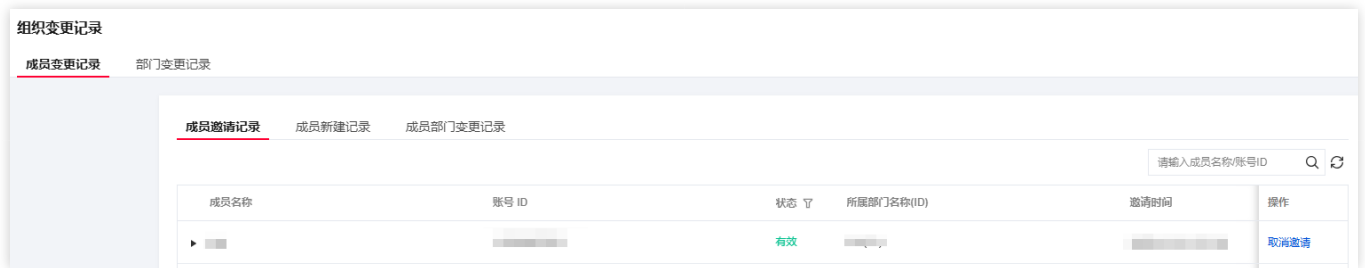 组织变更记录
成员变更记录 部门变更记录
成员邀请记录 成员新建记录 成员部门变更记录
请输入成员名称/账号ID
成员名称 账号 ID 状态 所属部门名称(ID) 邀请时间 操作
有效 取消邀请